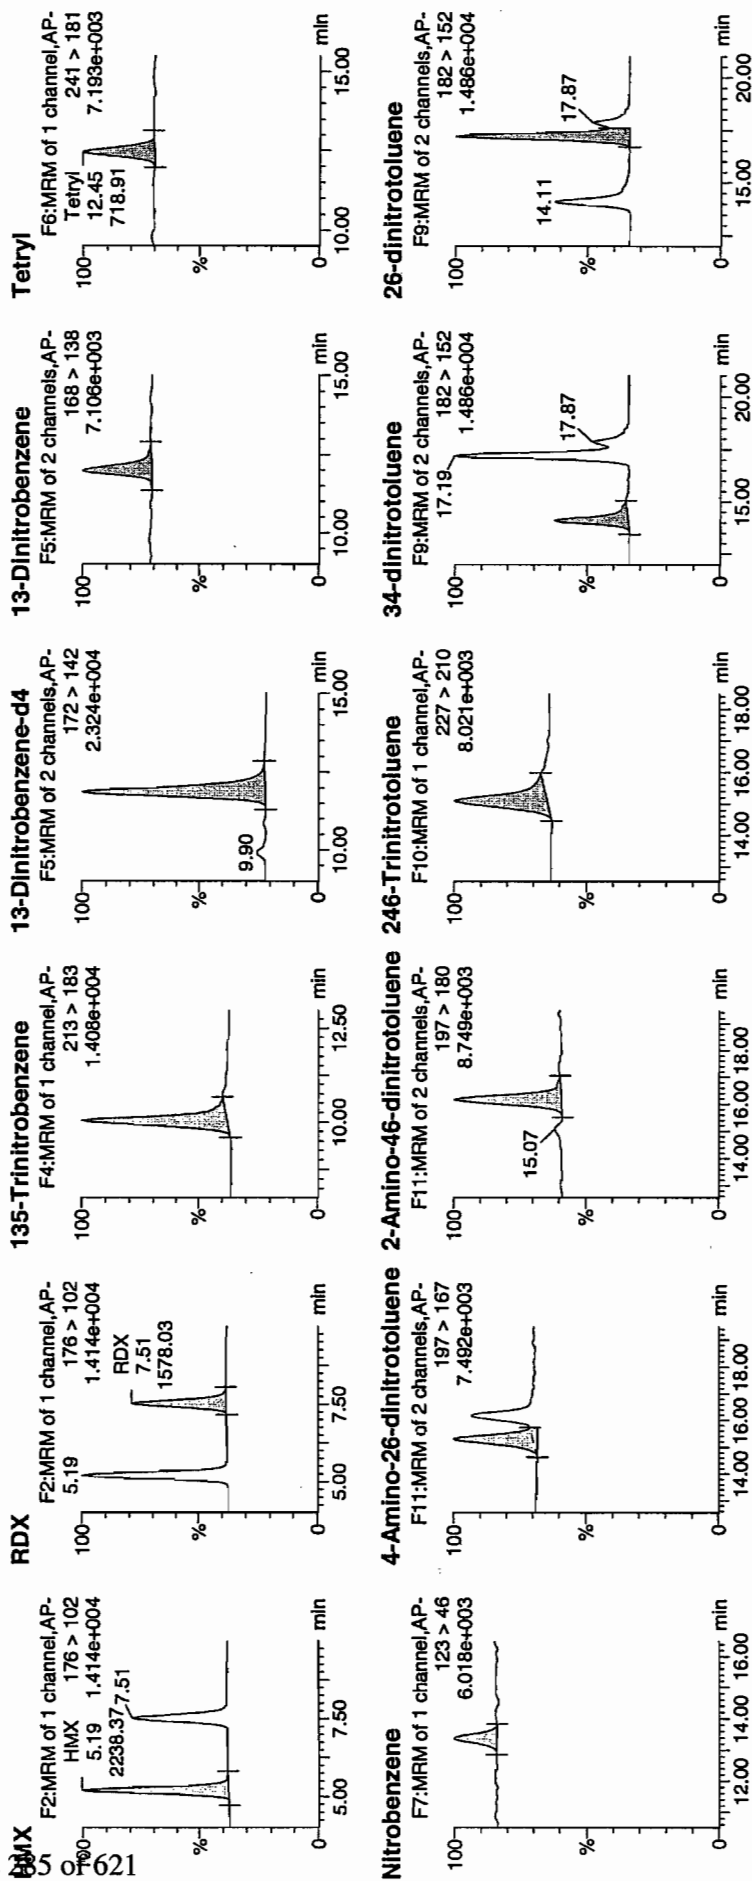 HMX
F2:MRM of 1 channel,AP-
176 > 102
1.414e+004
HMX
5.19
2238.37
7.51
100
%
0
5.00
7.50
min
RDX
F2:MRM of 1 channel,AP-
176 > 102
1.414e+004
5.19
RDX
7.51
1578.03
100
%
0
5.00
7.50
min
135-Trinitrobenzene
F4:MRM of 1 channel,AP-
213 > 183
1.408e+004
100
%
0
10.00
12.50
min
13-Dinitrobenzene-d4
F5:MRM of 2 channels,AP-
172 > 142
2.324e+004
9.90
100
%
0
10.00
15.00
min
13-Dinitrobenzene
F5:MRM of 2 channels,AP-
168 > 138
7.106e+003
100
%
0
10.00
15.00
min
Tetryl
F6:MRM of 1 channel,AP-
241 > 181
7.193e+003
Tetryl
12.45
718.91
100
%
0
10.00
15.00
min
Nitrobenzene
F7:MRM of 1 channel,AP-
123 > 46
6.018e+003
100
%
0
12.00
14.00
16.00
min
4-Amino-26-dinitrotoluene
F11:MRM of 2 channels,AP-
197 > 167
7.492e+003
100
%
0
14.00
16.00
18.00
min
2-Amino-46-dinitrotoluene
F11:MRM of 2 channels,AP-
197 > 180
8.749e+003
15.07
100
%
0
14.00
16.00
18.00
min
246-Trinitrotoluene
F10:MRM of 1 channel,AP-
227 > 210
8.021e+003
100
%
0
14.00
16.00
18.00
min
34-dinitrotoluene
F9:MRM of 2 channels,AP-
182 > 152
1.486e+004
17.19
17.87
100
%
0
15.00
20.00
min
26-dinitrotoluene
F9:MRM of 2 channels,AP-
182 > 152
1.486e+004
14.11
17.87
100
%
0
15.00
20.00
min
of 621